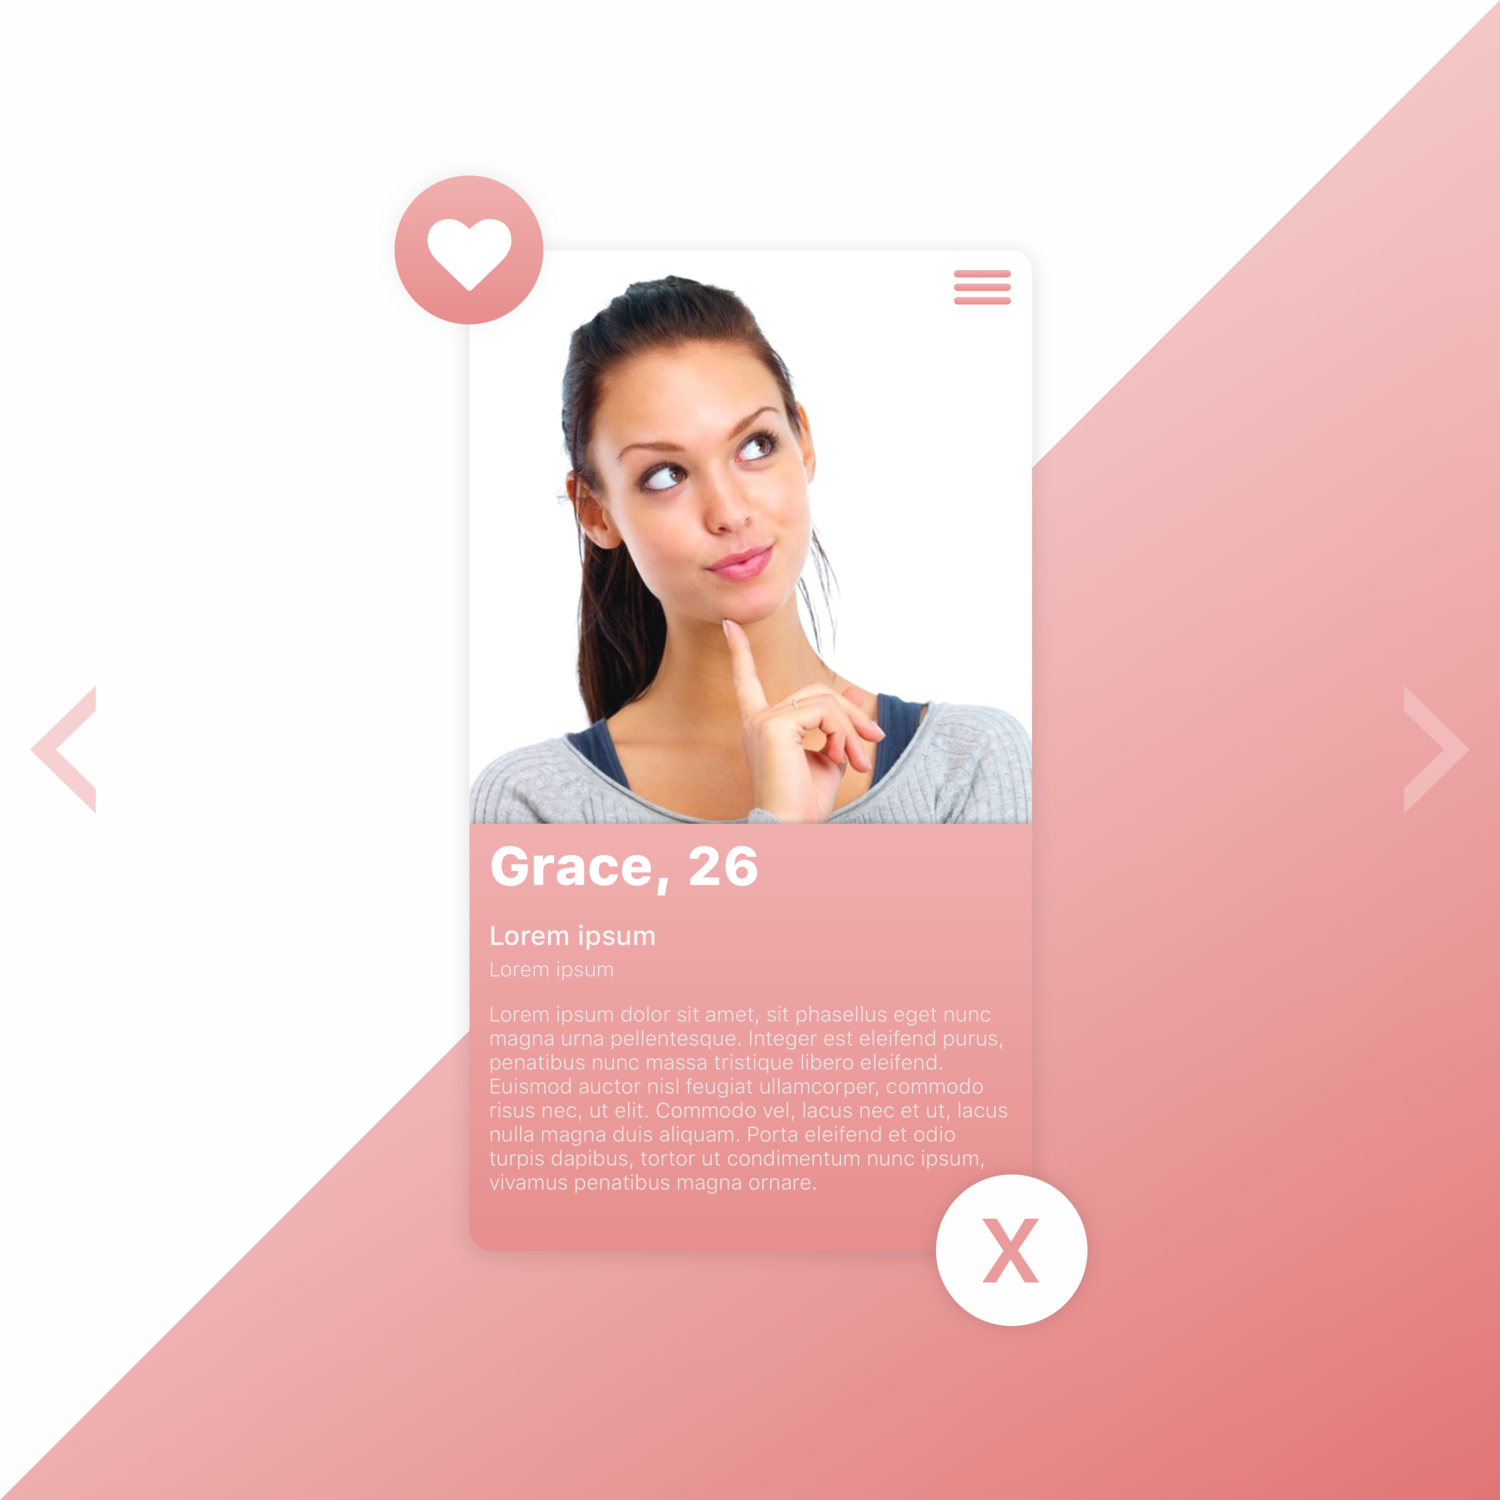 Grace, 26
Lorem ipsum
Lorem ipsum
Lorem ipsum dolor sit amet, sit phasellus eget nunc
magna urna pellentesque. Integer est eleifend purus,
penatibus nunc massa tristique libero eleifend.
Euismod auctor nisl feugiat ullamcorper, commodo
risus nec, ut elit. Commodo vel, lacus nec et ut, lacus
nulla magna duis aliquam. Porta eleifend et odio
turpis dapibus, tortor ut condimentum nunc ipsum,
vivamus penatibus magna ornare.
X